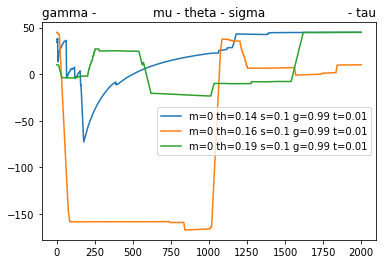 gamma - mu - theta - sigma - tau
50
0
−50
−100
−150
m=0 th=0.14 s=0.1 g=0.99 t=0.01
m=0 th=0.16 s=0.1 g=0.99 t=0.01
m=0 th=0.19 s=0.1 g=0.99 t=0.01
0 250 500 750 1000 1250 1500 1750 2000